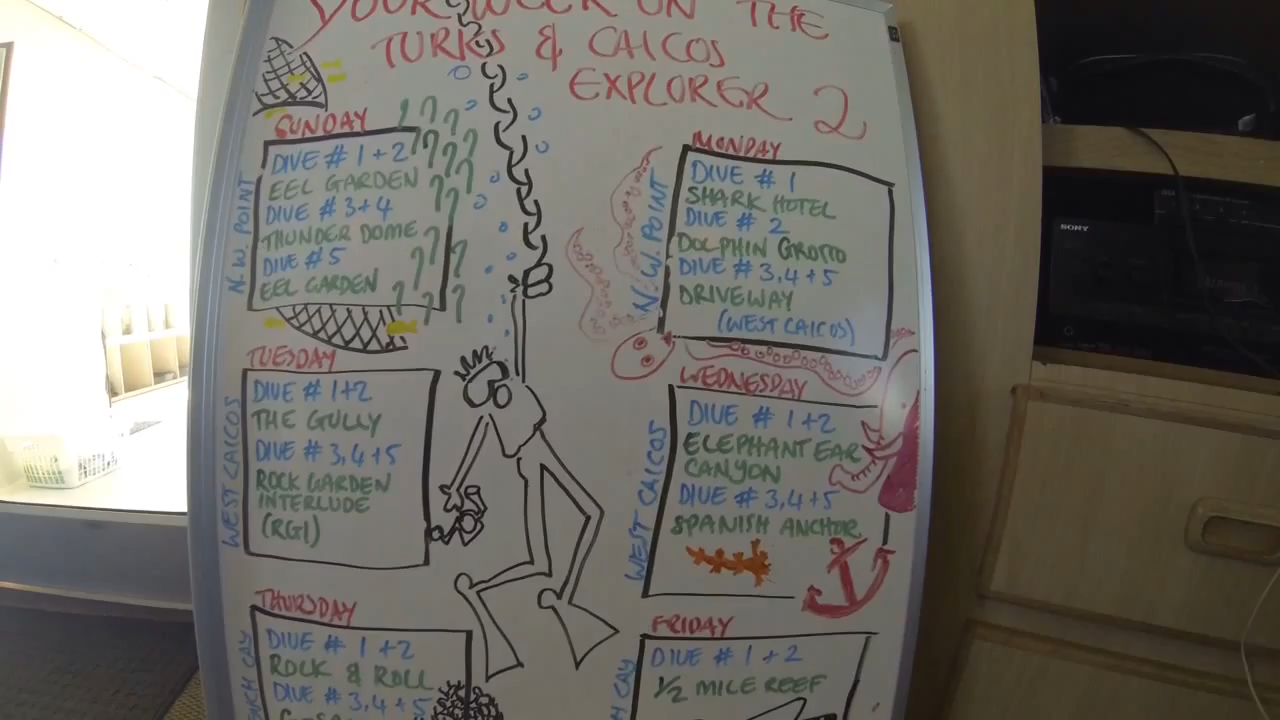 YOUR WEEK ON THE
TURKS & CAICOS
EXPLORER 2
SUNDAY
N.W. POINT
DIVE # 1+2
EEL GARDEN
DIVE # 3+4
THUNDER DOME
DIVE # 5
EEL GARDEN
MONDAY
N.W. POINT
DIVE # 1
SHARK HOTEL
DIVE # 2
DOLPHIN GROTTO
DIVE # 3,4+5
DRIVEWAY
(WEST CAICOS)
TUESDAY
WEST CAICOS
DIVE # 1+2
THE GULLY
DIVE # 3,4+5
ROCK GARDEN
INTERLUDE
(RGI)
WEDNESDAY
WEST CAICOS
DIVE # 1+2
ELEPHANT EAR
CANYON
DIVE # 3,4+5
SPANISH ANCHOR
THURSDAY
CAY
DIVE # 1+2
ROCK & ROLL
DIVE # 3,4+5
FRIDAY
CAY
DIVE # 1+2
1/2 MILE REEF
SONY